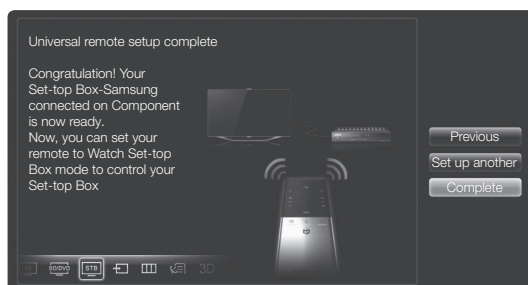 Universal remote setup complete
Congratulation! Your
Set-top Box-Samsung
connected on Component
is now ready.
Now, you can set your
remote to Watch Set-top
Box mode to control your
Set-top Box
Previous
Set up another
Complete
TV
BD/DVD
STB
3D